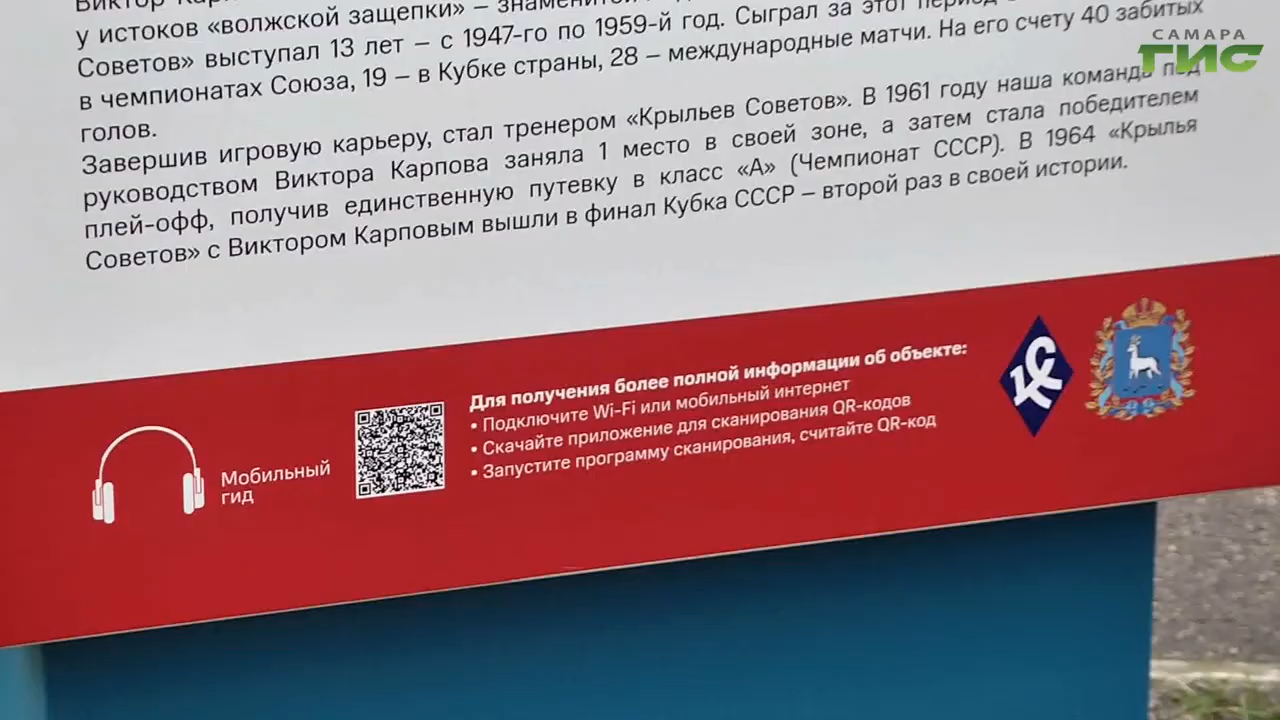 Виктор
у истоков «волжской защепки» –
Советов» выступал 13 лет – с 1947-го по 1959-й год. Сыграл за этот период
в чемпионатах Союза, 19 – в Кубке страны, 28 – международные матчи. На его счету 40 забитых
голов.
Завершив игровую карьеру, стал тренером «Крыльев Советов». В 1961 году наша команда под
руководством Виктора Карпова заняла 1 место в своей зоне, а затем стала победителем
плей-офф, получив единственную путевку в класс «А» (Чемпионат СССР). В 1964 «Крылья
Советов» с Виктором Карповым вышли в финал Кубка СССР – второй раз в своей истории.
Мобильный
гид
Для получения более полной информации об объекте:
• Подключите Wi-Fi или мобильный интернет
• Скачайте приложение для сканирования QR-кодов
• Запустите программу сканирования, считайте QR-код
САМАРА
ГИС